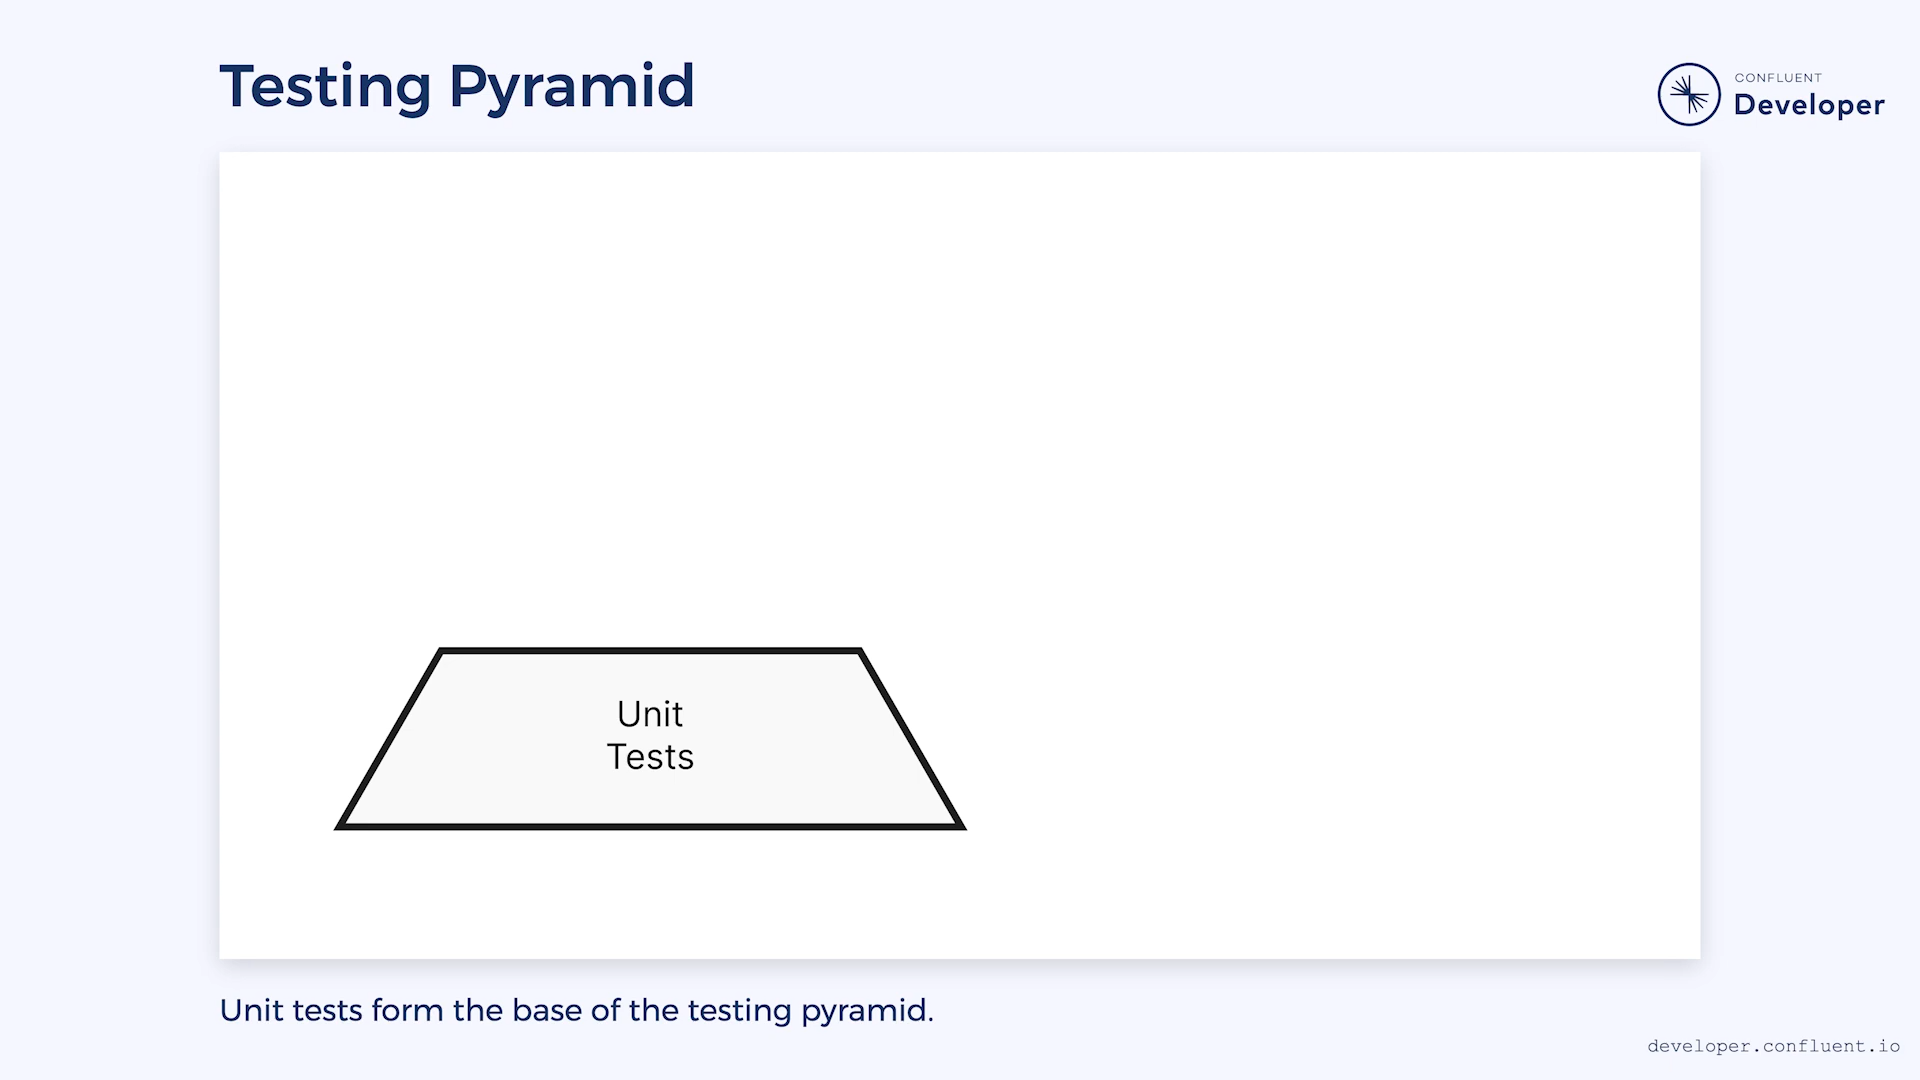 Testing Pyramid
CONFLUENT
Developer
Unit
Tests
Unit tests form the base of the testing pyramid.
developer.confluent.io